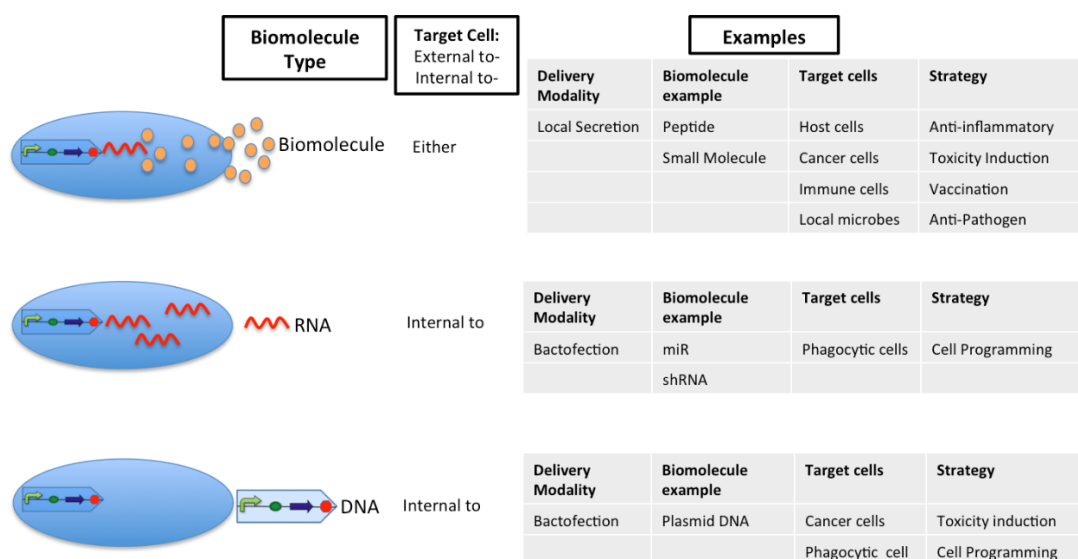 Biomolecule
Type
Target Cell:
External to-
Internal to-
Examples
Biomolecule
Either
Delivery Modality
Biomolecule example
Target cells
Strategy
Local Secretion
Peptide
Host cells
Anti-inflammatory
Small Molecule
Cancer cells
Toxicity Induction
Immune cells
Vaccination
Local microbes
Anti-Pathogen
RNA
Internal to
Delivery Modality
Biomolecule example
Target cells
Strategy
Bactofection
miR
Phagocytic cells
Cell Programming
shRNA
DNA
Internal to
Delivery Modality
Biomolecule example
Target cells
Strategy
Bactofection
Plasmid DNA
Cancer cells
Toxicity induction
Phagocytic cell
Cell Programming